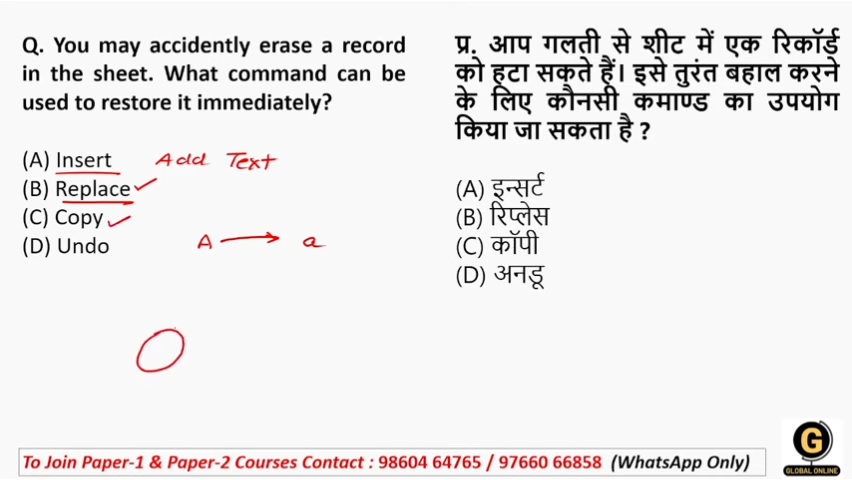 Q. You may accidently erase a record
in the sheet. What command can be
used to restore it immediately?
(A) Insert Add Text
(B) Replace
(C) Copy
(D) Undo
A a
प्र. आप गलती से शीट में एक रिकॉर्ड
को हटा सकते हैं। इसे तुरंत बहाल करने
के लिए कौनसी कमाण्ड का उपयोग
किया जा सकता है ?
(A) इन्सर्ट
(B) रिप्लेस
(C) कॉपी
(D) अनडू
G
GLOBAL ONLINE
To Join Paper-1 & Paper-2 Courses Contact : 98604 64765 / 97660 66858 (WhatsApp Only)